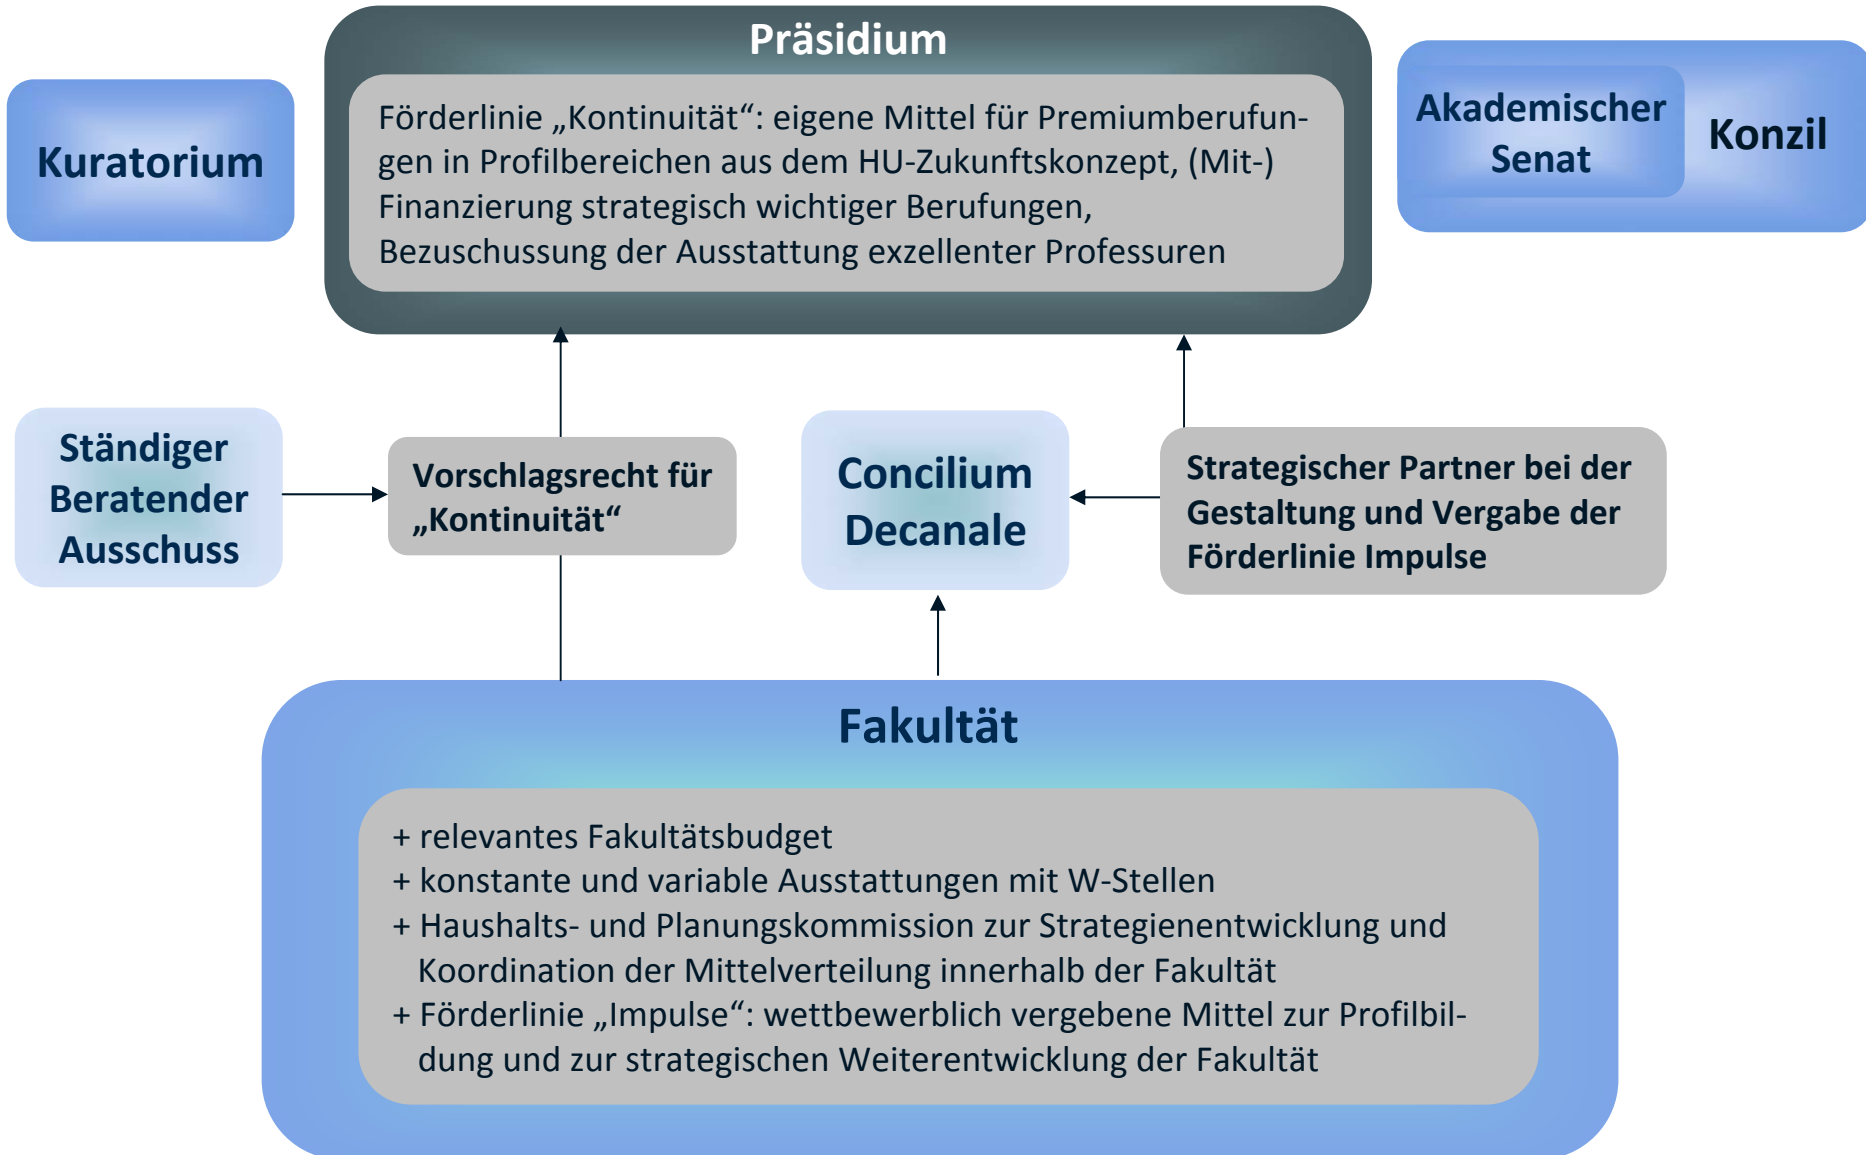 Präsidium
Förderlinie „Kontinuität“: eigene Mittel für Premiumberufun-
gen in Profilbereichen aus dem HU-Zukunftskonzept, (Mit-)
Finanzierung strategisch wichtiger Berufungen,
Bezuschussung der Ausstattung exzellenter Professuren
Kuratorium
Akademischer
Senat
Konzil
Ständiger
Beratender
Ausschuss
Vorschlagsrecht für
„Kontinuität“
Concilium
Decanale
Strategischer Partner bei der
Gestaltung und Vergabe der
Förderlinie Impulse
Fakultät
+ relevantes Fakultätsbudget
+ konstante und variable Ausstattungen mit W-Stellen
+ Haushalts- und Planungskommission zur Strategienentwicklung und
Koordination der Mittelverteilung innerhalb der Fakultät
+ Förderlinie „Impulse“: wettbewerblich vergebene Mittel zur Profilbil-
dung und zur strategischen Weiterentwicklung der Fakultät